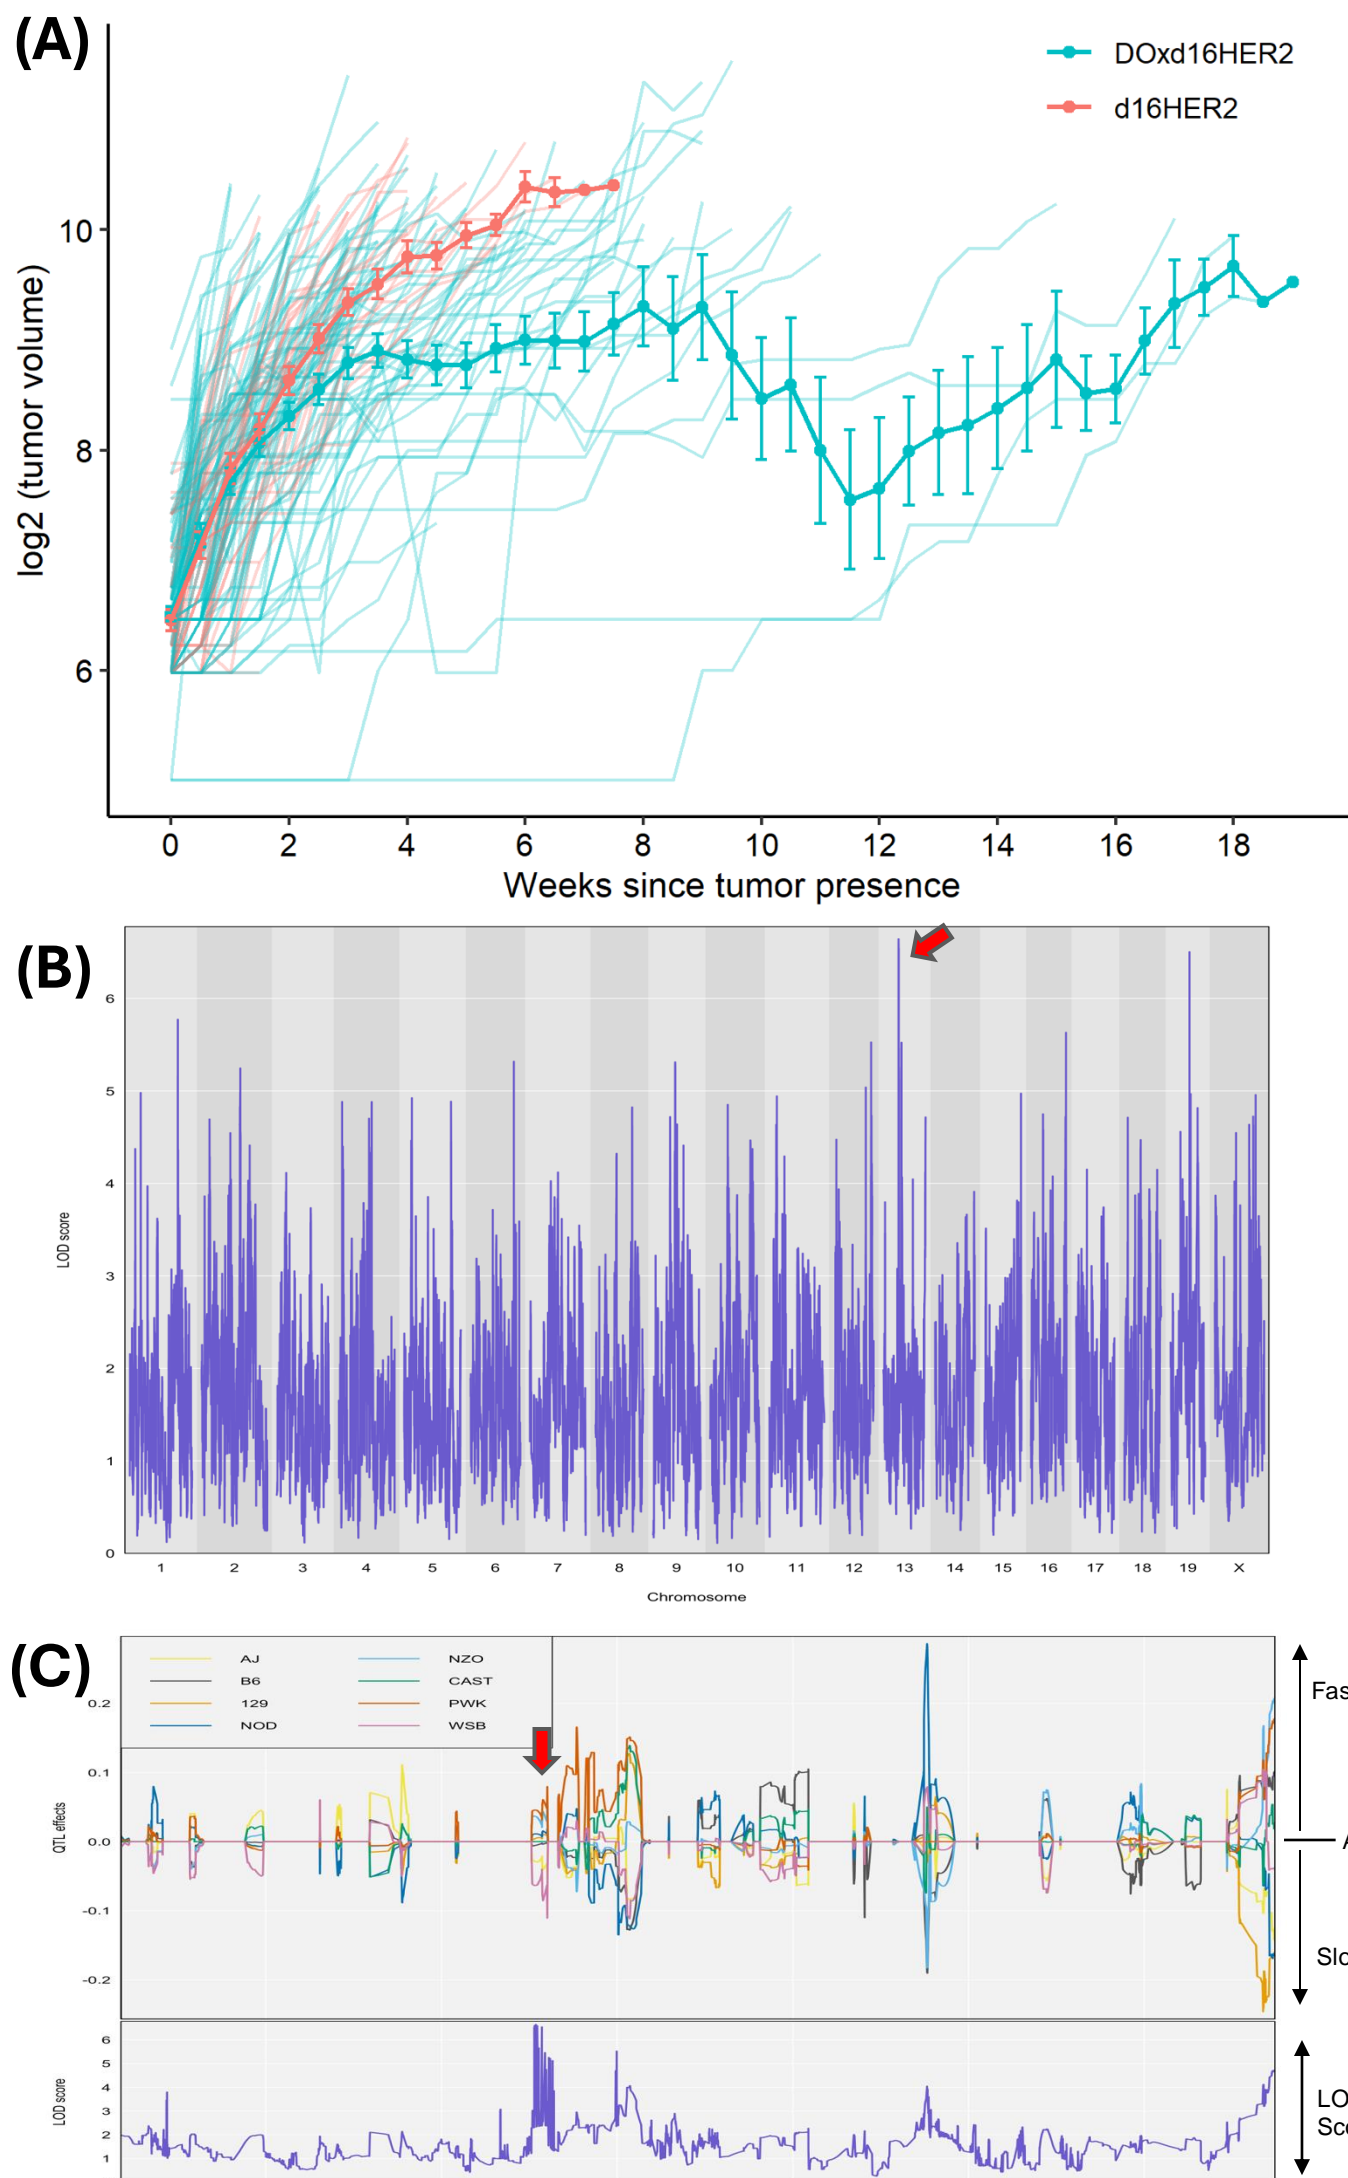 (A)
DOxd16HER2
d16HER2
log2 (tumor volume)
10
8
6
0 2 4 6 8 10 12 14 16 18
Weeks since tumor presence
(B)
LOD score
6
5
4
3
2
1
0
1 2 3 4 5 6 7 8 9 10 11 12 13 14 15 16 17 18 19 X
Chromosome
(C)
AJ NZO
B6 CAST
129 PWK
NOD WSB
QTL effects
0.2
0.1
0.0
-0.1
-0.2
Fas
A
Slo
LOD score
6
5
4
3
2
1
LO
Sco